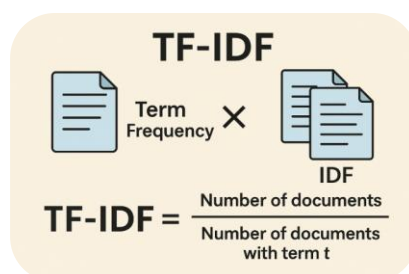 TF-IDF
Term
Frequency ×
IDF
TF-IDF = Number of documents
Number of documents
with term t